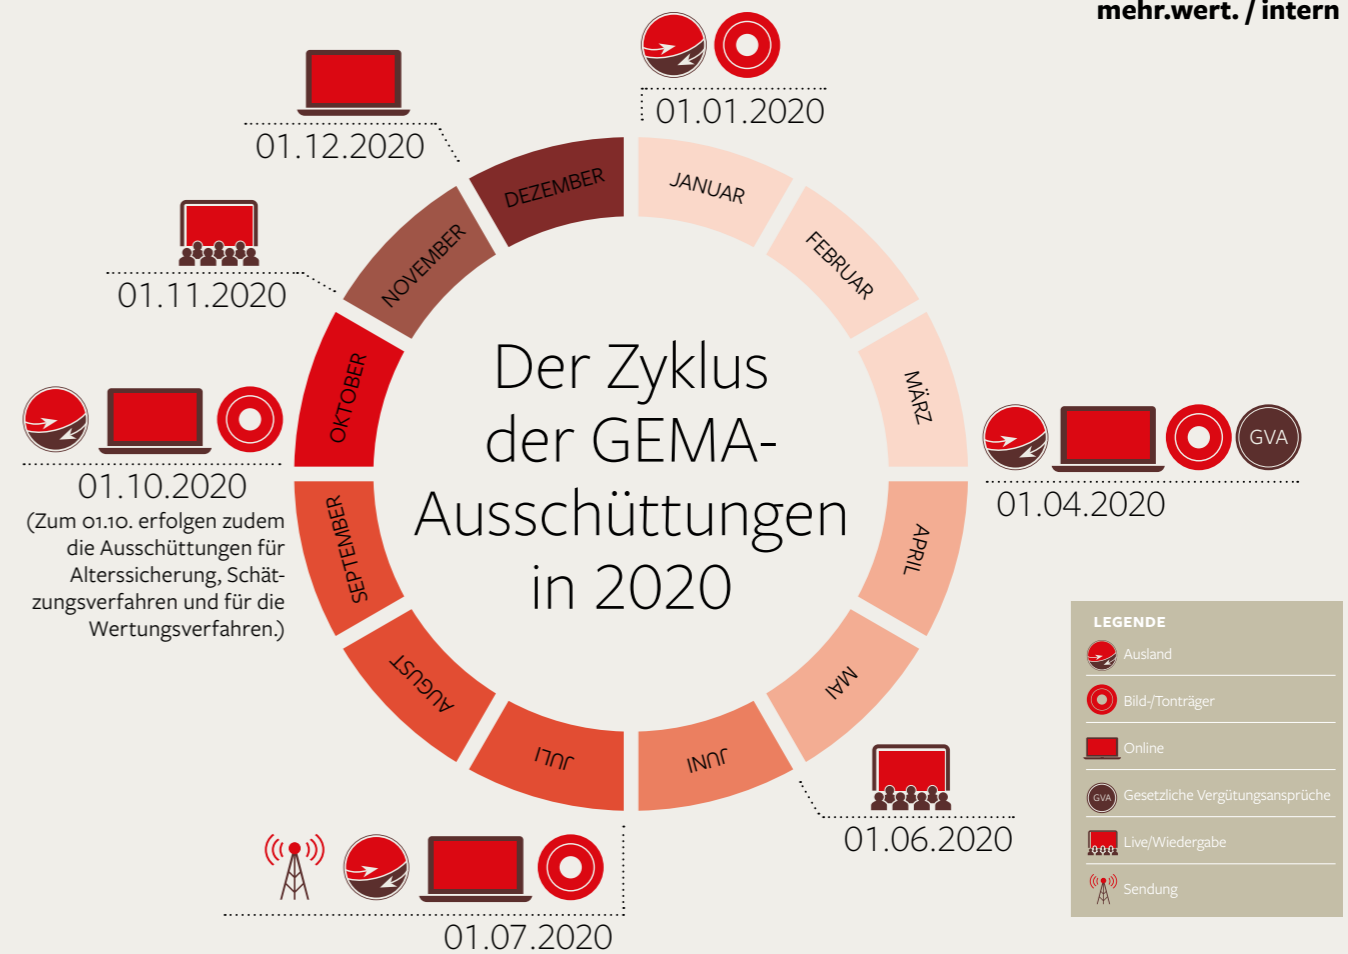 mehr.wert. / intern
01.01.2020
01.12.2020
01.11.2020
01.10.2020
(Zum 01.10. erfolgen zudem
die Ausschüttungen für
Alterssicherung, Schät-
zungsverfahren und für die
Wertungsverfahren.)
JANUAR
FEBRUAR
MÄRZ
APRIL
MAI
JUNI
JULI
AUGUST
SEPTEMBER
OKTOBER
NOVEMBER
DEZEMBER
Der Zyklus
der GEMA-
Ausschüttungen
in 2020
GVA
01.04.2020
01.06.2020
01.07.2020
LEGENDE
Ausland
Bild-/Tonträger
Online
GVA Gesetzliche Vergütungsansprüche
Live/Wiedergabe
Sendung